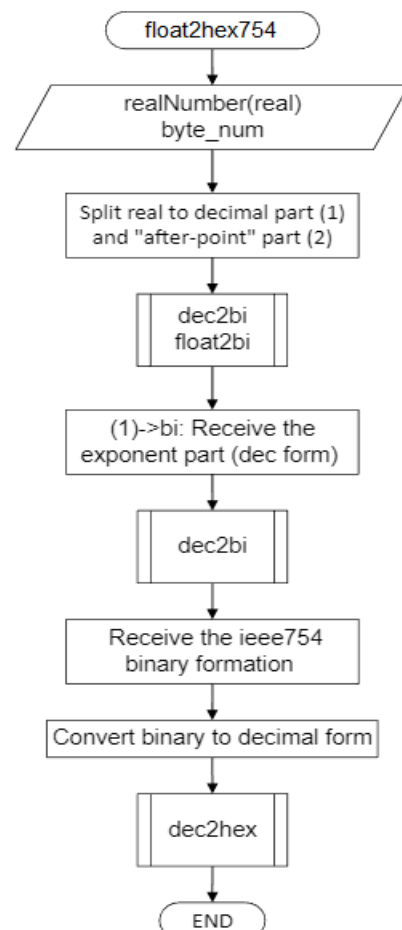 float2hex754
realNumber(real)
byte_num
Split real to decimal part (1)
and "after-point" part (2)
dec2bi
float2bi
(1)->bi: Receive the
exponent part (dec form)
dec2bi
Receive the ieee754
binary formation
Convert binary to decimal form
dec2hex
END